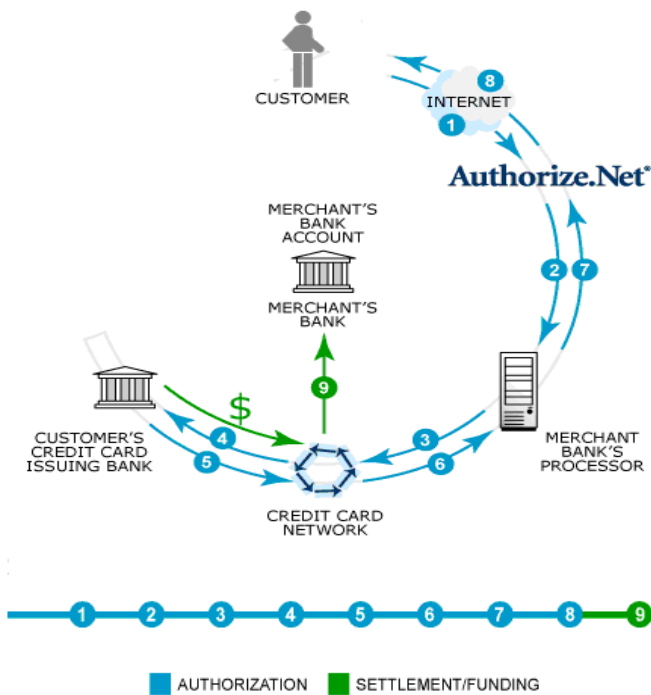 CUSTOMER
8
INTERNET
1
Authorize.Net®
MERCHANT'S
BANK
ACCOUNT
MERCHANT'S
BANK
2 7
9
$
4
3
CUSTOMER'S
CREDIT CARD
ISSUING BANK
5
6
MERCHANT
BANK'S
PROCESSOR
CREDIT CARD
NETWORK
1 2 3 4 5 6 7 8 9
AUTHORIZATION SETTLEMENT/FUNDING